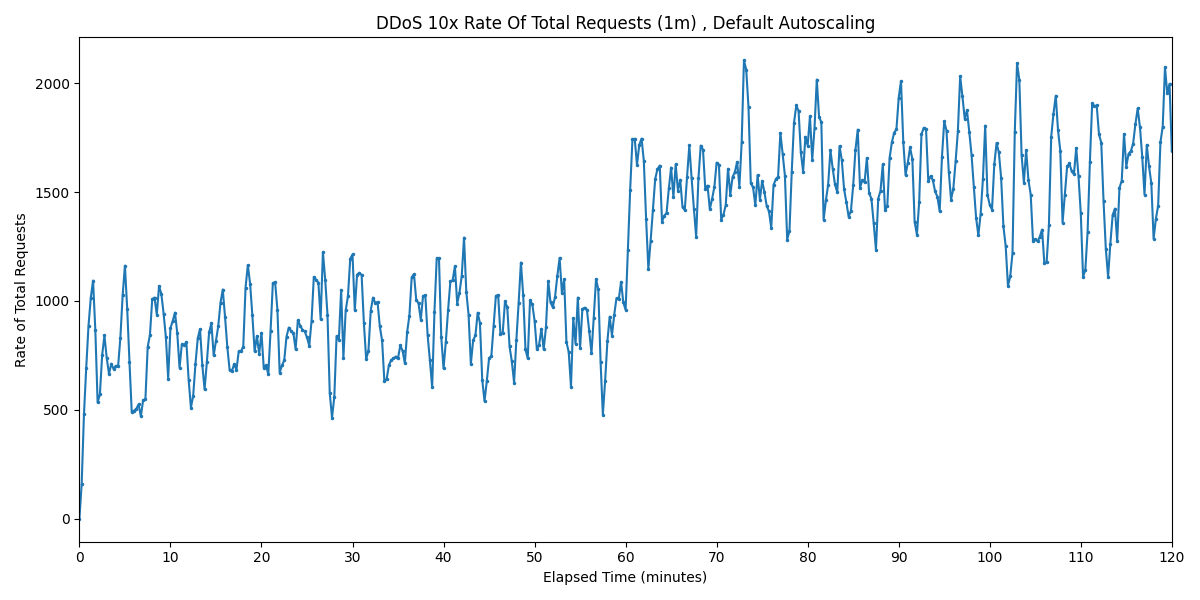 DDoS 10x Rate Of Total Requests (1m) , Default Autoscaling
Rate of Total Requests
2000
1500
1000
500
0
0 10 20 30 40 50 60 70 80 90 100 110 120
Elapsed Time (minutes)